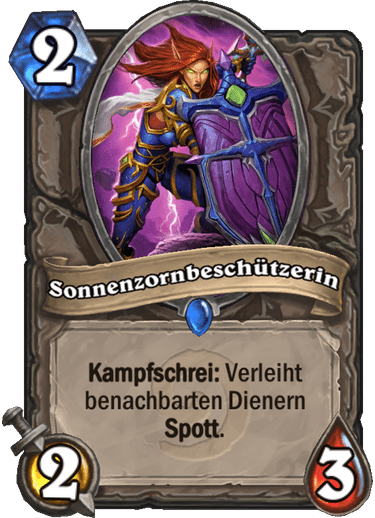 2
Sonnenzornbeschützerin
Kampfschrei: Verleiht
benachbarten Dienern
Spott.
2
3